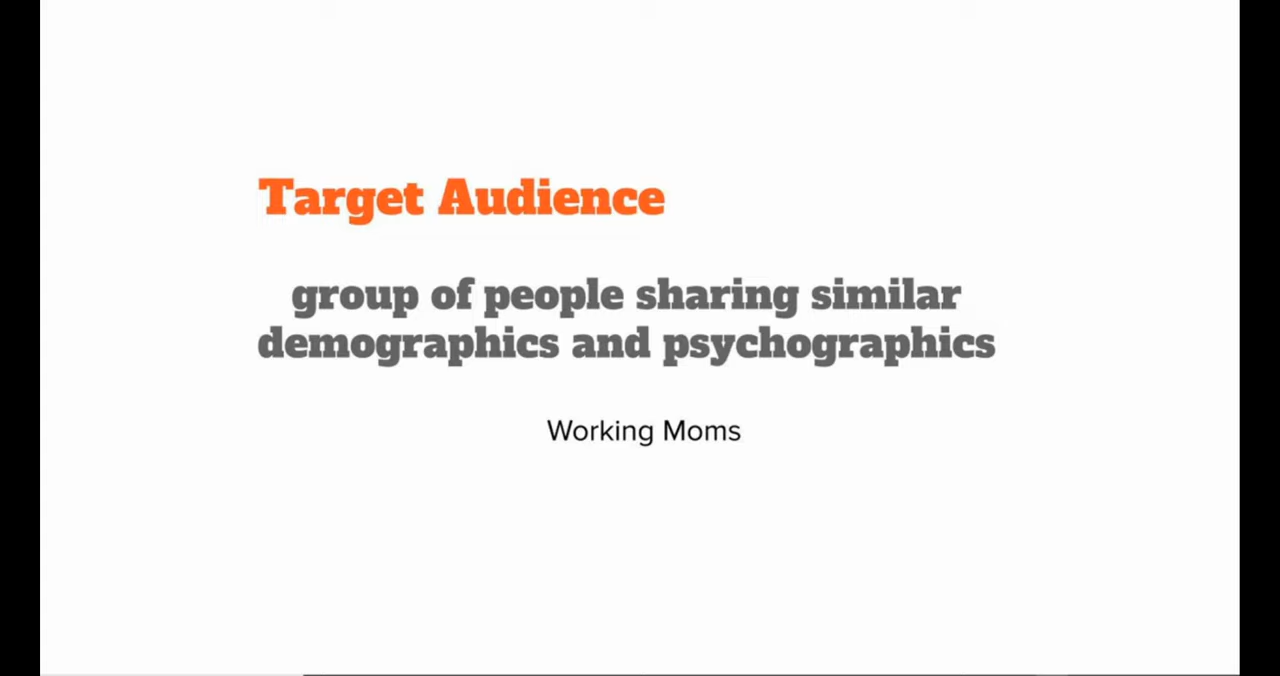 Target Audience
group of people sharing similar
demographics and psychographics
Working Moms